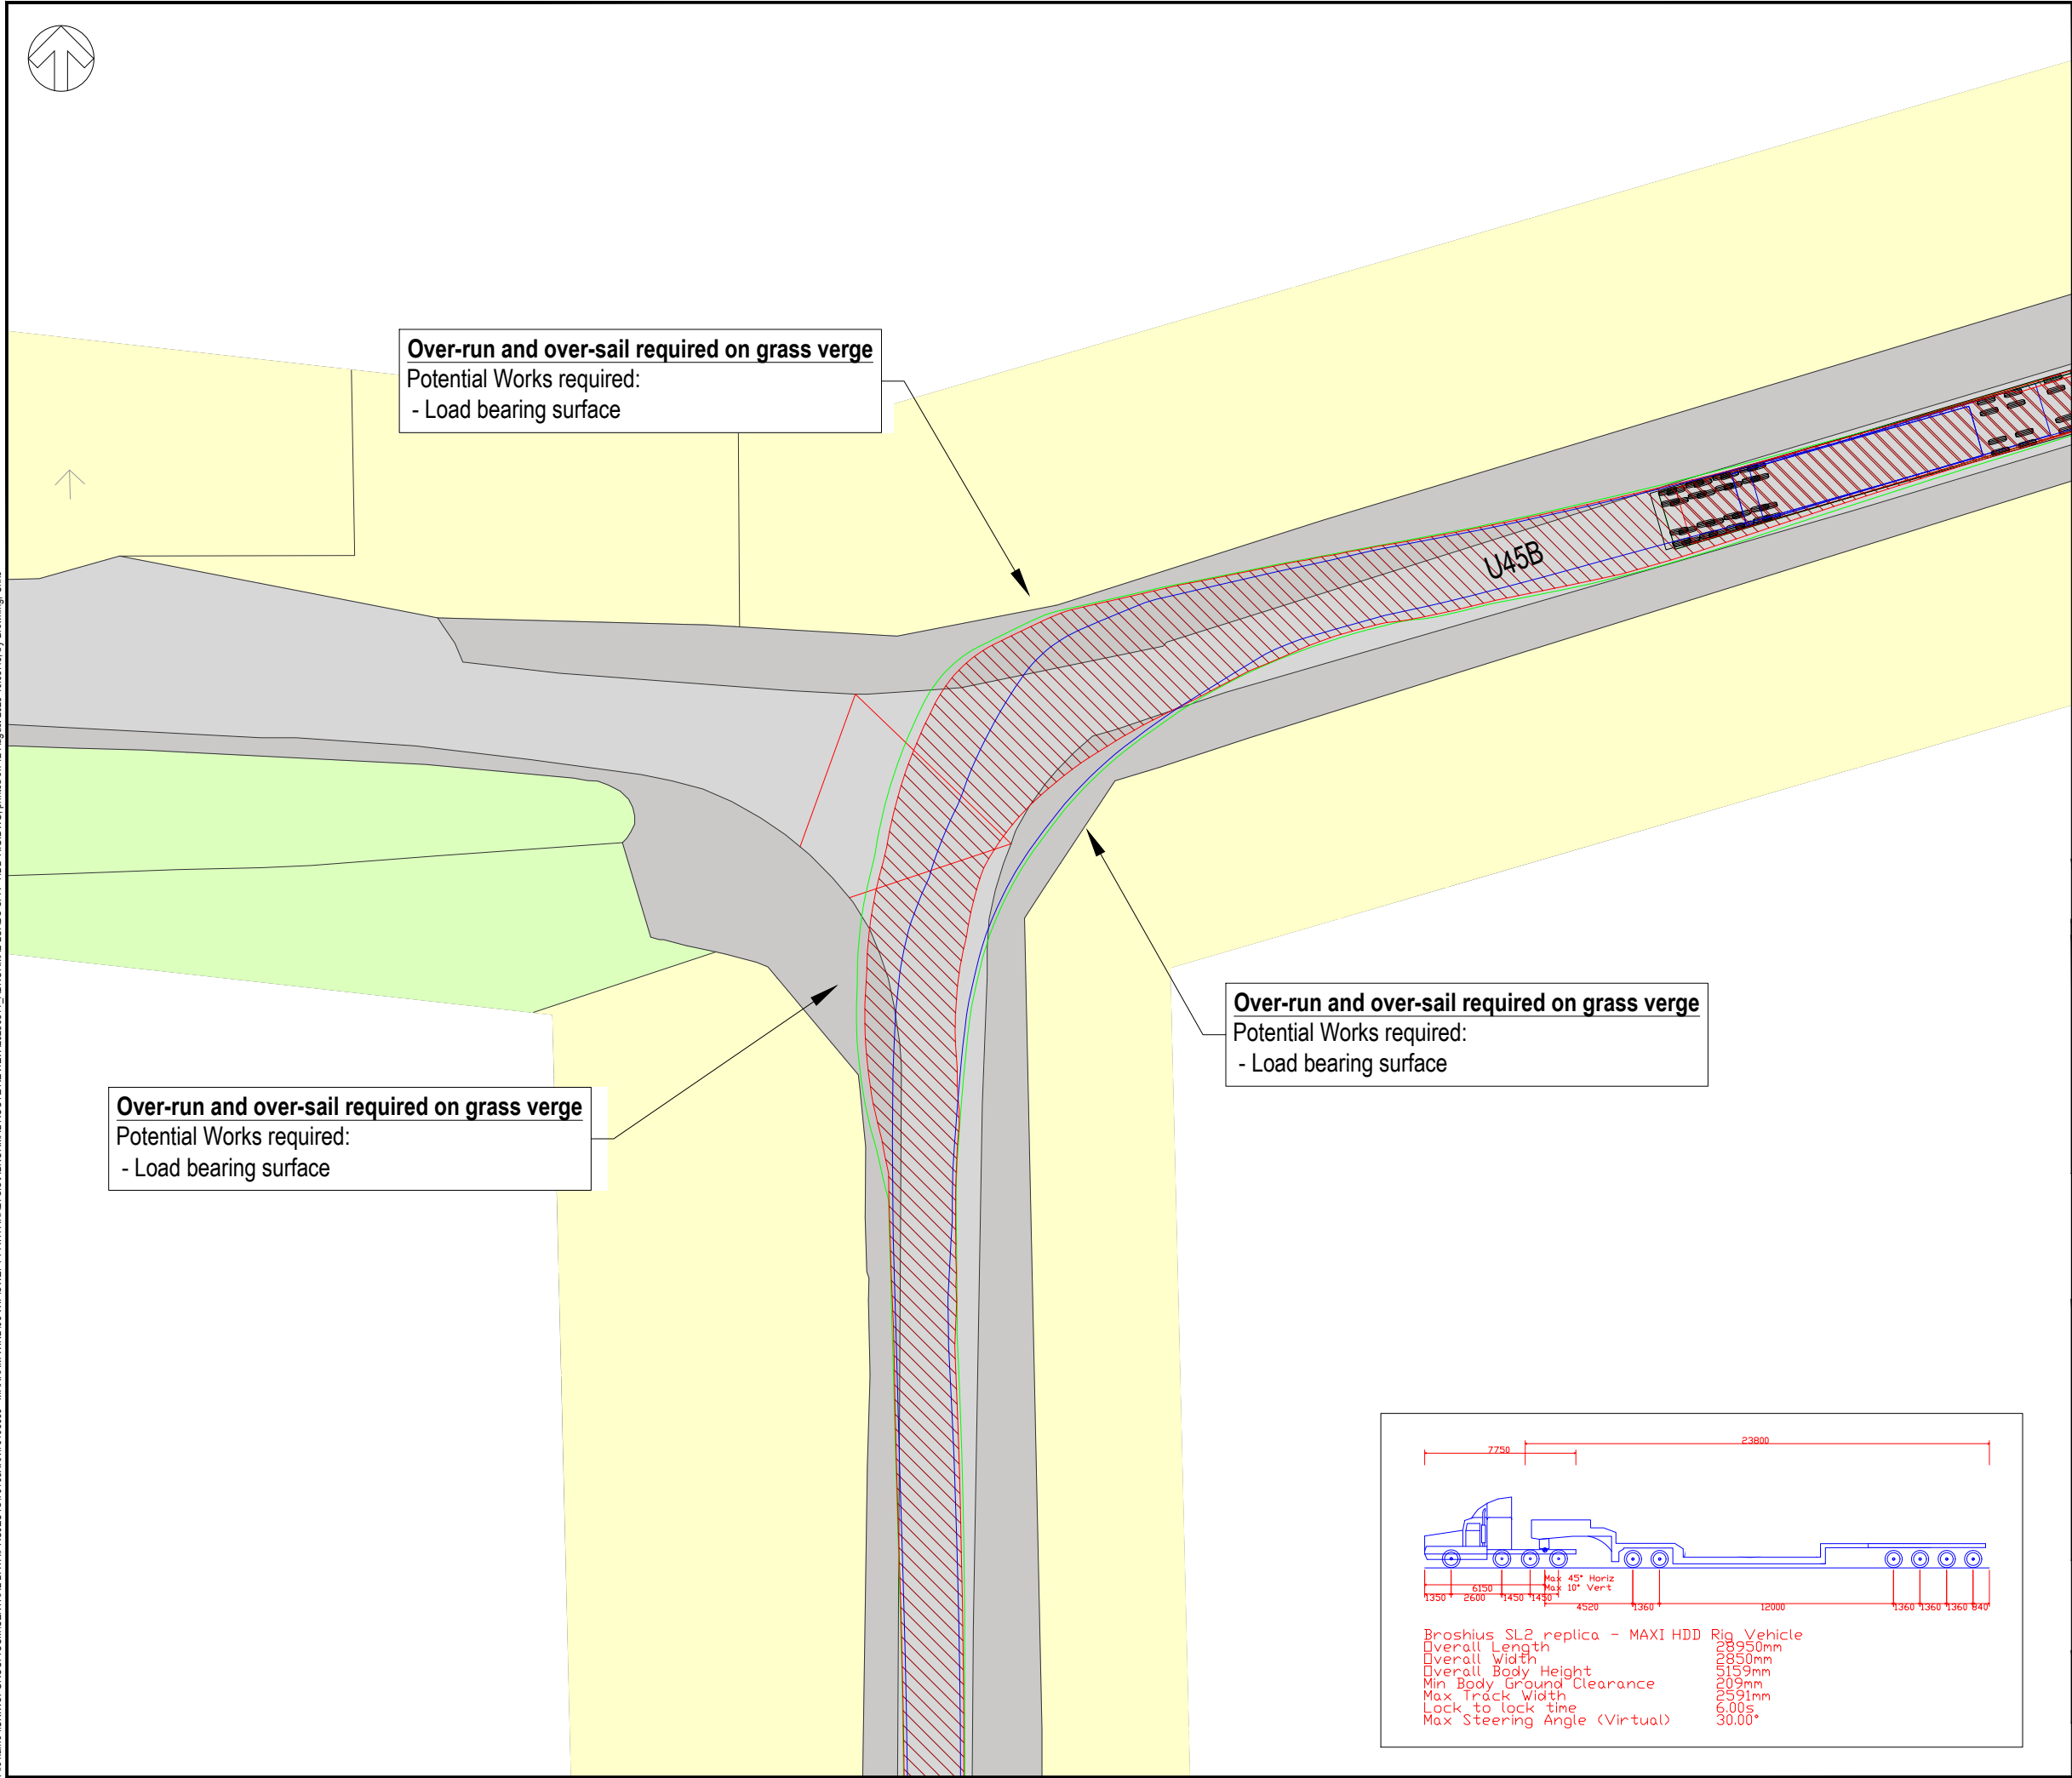 Over-run and over-sail required on grass verge
Potential Works required:
- Load bearing surface
U45B
Over-run and over-sail required on grass verge
Potential Works required:
- Load bearing surface
Over-run and over-sail required on grass verge
Potential Works required:
- Load bearing surface
7750
23800
Max 45° Horiz
Max 10° Vert
6150
1350 2600 1450 1450
4520 1360 12000 1360 1360 1360 840
Broshius SL2 replica - MAXI HDD Rig Vehicle
Overall Length 28950mm
Overall Width 2850mm
Overall Body Height 5159mm
Min Body Ground Clearance 209mm
Max Track Width 2591mm
Lock to lock time 6.00s
Max Steering Angle (Virtual) 30.00°